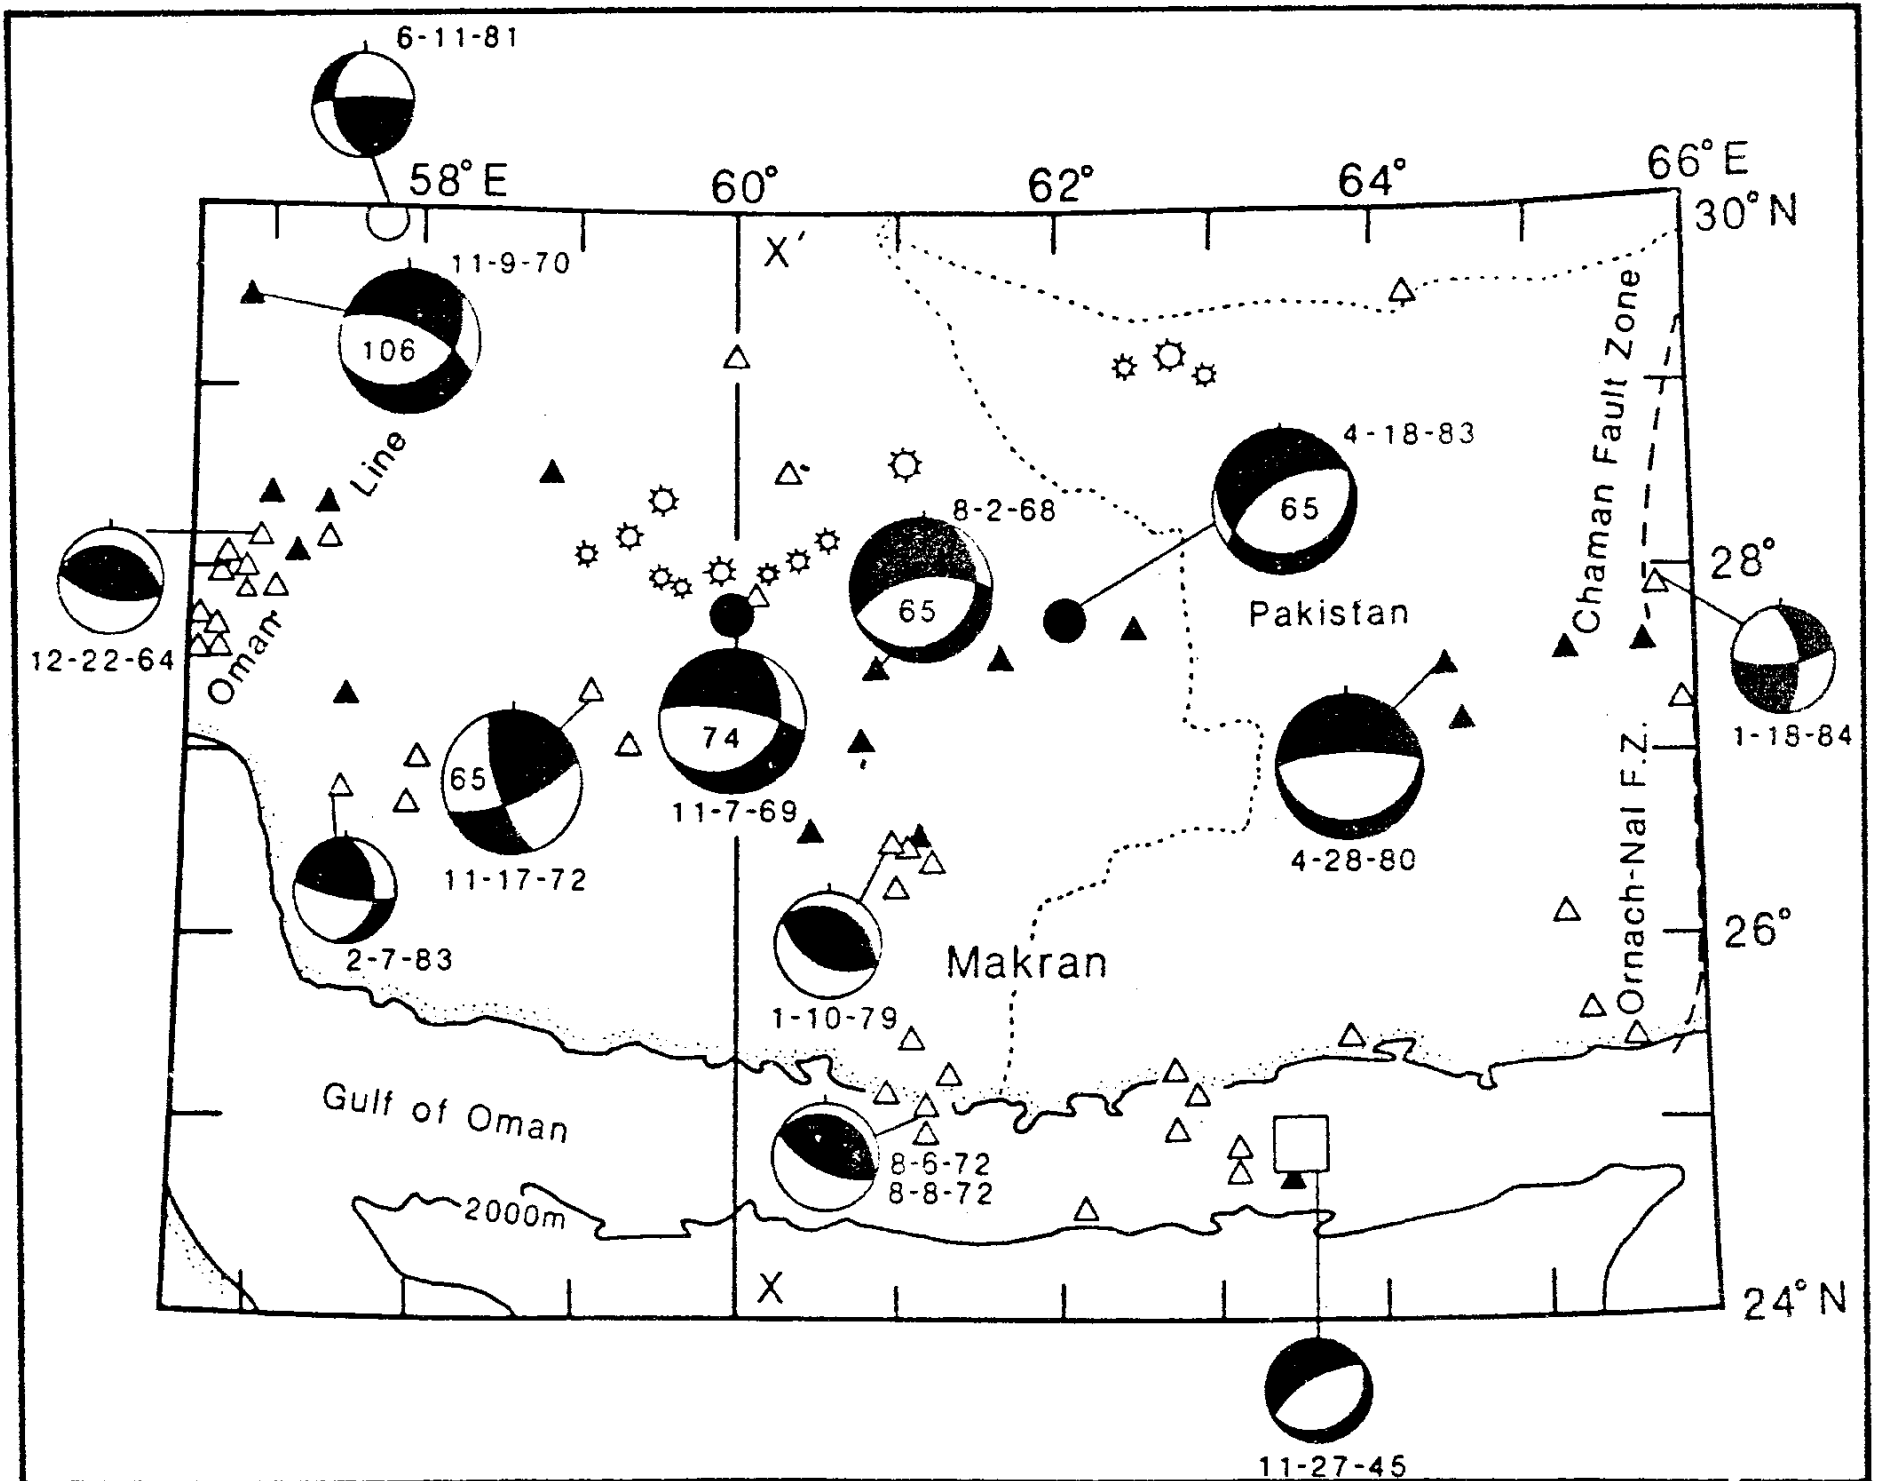 6-11-81
58°E
60°
62°
64°
66°E
30°N
X′
11-9-70
106
Line
Oman
Chaman Fault Zone
4-18-83
65
8-2-68
65
28°
Pakistan
12-22-64
1-18-84
74
11-7-69
65
11-17-72
4-28-80
Ornach-Nal F.Z.
26°
2-7-83
Makran
1-10-79
Gulf of Oman
8-6-72
8-8-72
2000m
X
24°N
11-27-45